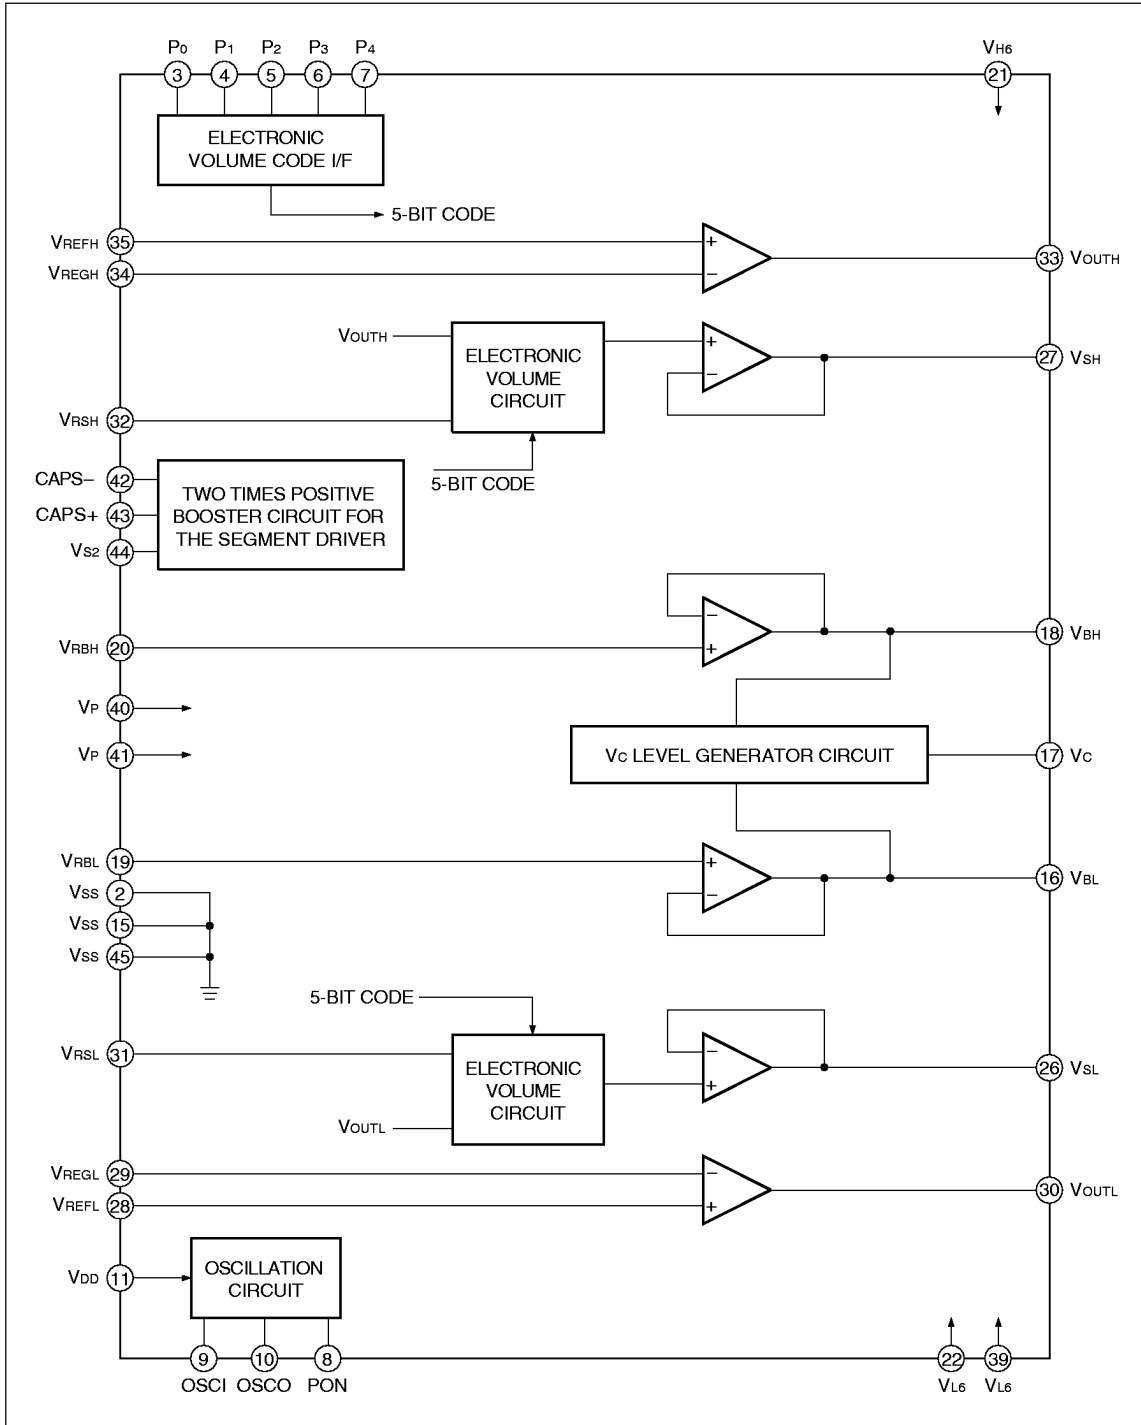 P0 P1 P2 P3 P4 VH6
3 4 5 6 7 21
ELECTRONIC
VOLUME CODE I/F
5-BIT CODE
VREFH 35 +
VREGH 34 −
33 VOUTH
VOUTH
ELECTRONIC
VOLUME
CIRCUIT
+
−
27 VSH
VRSH 32
5-BIT CODE
CAPS− 42
CAPS+ 43
VS2 44
TWO TIMES POSITIVE
BOOSTER CIRCUIT FOR
THE SEGMENT DRIVER
−
+
18 VBH
VRBH 20
VP 40
VP 41
VC LEVEL GENERATOR CIRCUIT
17 VC
VRBL 19 +
−
16 VBL
VSS 2
VSS 15
VSS 45
5-BIT CODE
VRSL 31
ELECTRONIC
VOLUME
CIRCUIT
−
+
26 VSL
VOUTL
VREGL 29 −
VREFL 28 +
30 VOUTL
VDD 11
OSCILLATION
CIRCUIT
9 10 8 22 39
OSCI OSCO PON VL6 VL6